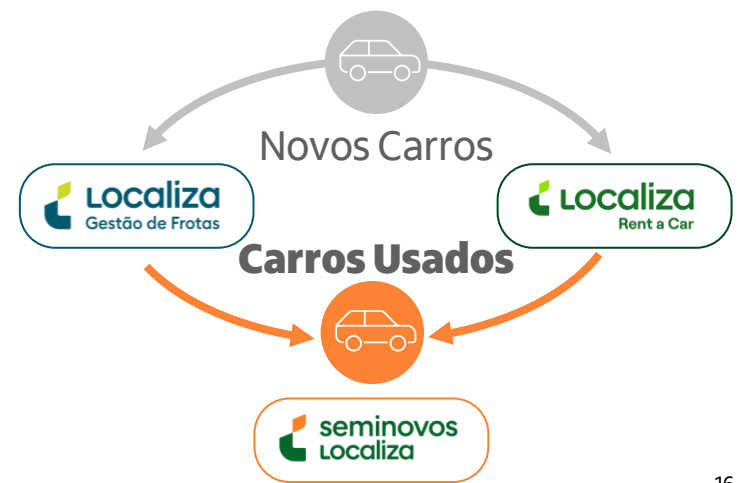 Novos Carros
Localiza
Gestão de Frotas
Localiza
Rent a Car
Carros Usados
seminovos
Localiza
16